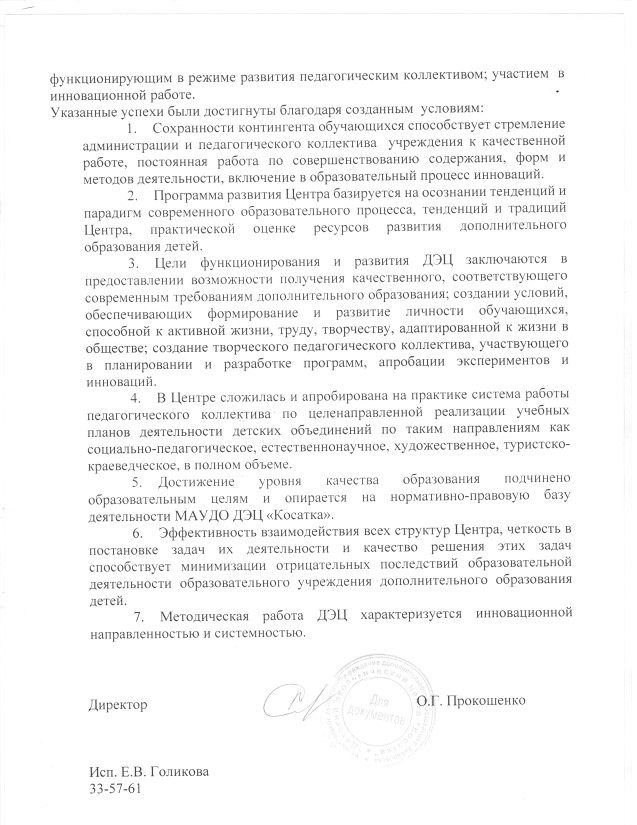 функционирующим в режиме развития педагогическим коллективом; участием в
инновационной работе.
Указанные успехи были достигнуты благодаря созданным условиям:
1. Сохранности контингента обучающихся способствует стремление
администрации и педагогического коллектива учреждения к качественной
работе, постоянная работа по совершенствованию содержания, форм и
методов деятельности, включение в образовательный процесс инноваций.
2. Программа развития Центра базируется на осознании тенденций и
парадигм современного образовательного процесса, тенденций и традиций
Центра, практической оценке ресурсов развития дополнительного
образования детей.
3. Цели функционирования и развития ДЭЦ заключаются в
предоставлении возможности получения качественного, соответствующего
современным требованиям дополнительного образования; создании условий,
обеспечивающих формирование и развитие личности обучающихся,
способной к активной жизни, труду, творчеству, адаптированной к жизни в
обществе; создание творческого педагогического коллектива, участвующего
в планировании и разработке программ, апробации экспериментов и
инноваций.
4. В Центре сложилась и апробирована на практике система работы
педагогического коллектива по целенаправленной реализации учебных
планов деятельности детских объединений по таким направлениям как
социально-педагогическое, естественнонаучное, художественное, туристско-
краеведческое, в полном объеме.
5. Достижение уровня качества образования подчинено
образовательным целям и опирается на нормативно-правовую базу
деятельности МАУДО ДЭЦ «Косатка».
6. Эффективность взаимодействия всех структур Центра, четкость в
постановке задач их деятельности и качество решения этих задач
способствует минимизации отрицательных последствий образовательной
деятельности образовательного учреждения дополнительного образования
детей.
7. Методическая работа ДЭЦ характеризуется инновационной
направленностью и системностью.
Директор
Для
документов
О.Г. Прокошенко
Исп. Е.В. Голикова
33-57-61